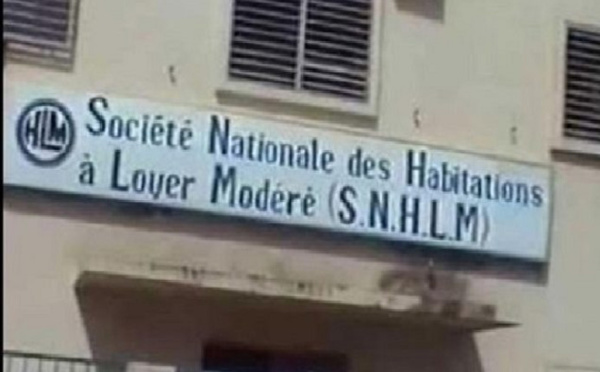 HLM
Société Nationale des Habitations
à Loyer Modéré (S.N.H.L.M)